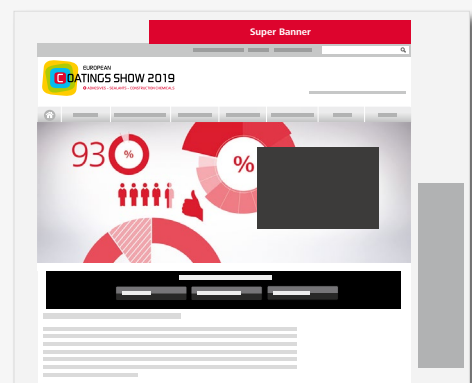 Super Banner
EUROPEAN
COATINGS SHOW 2019
ADHESIVES – SEALANTS – CONSTRUCTION CHEMICALS
93 %
%